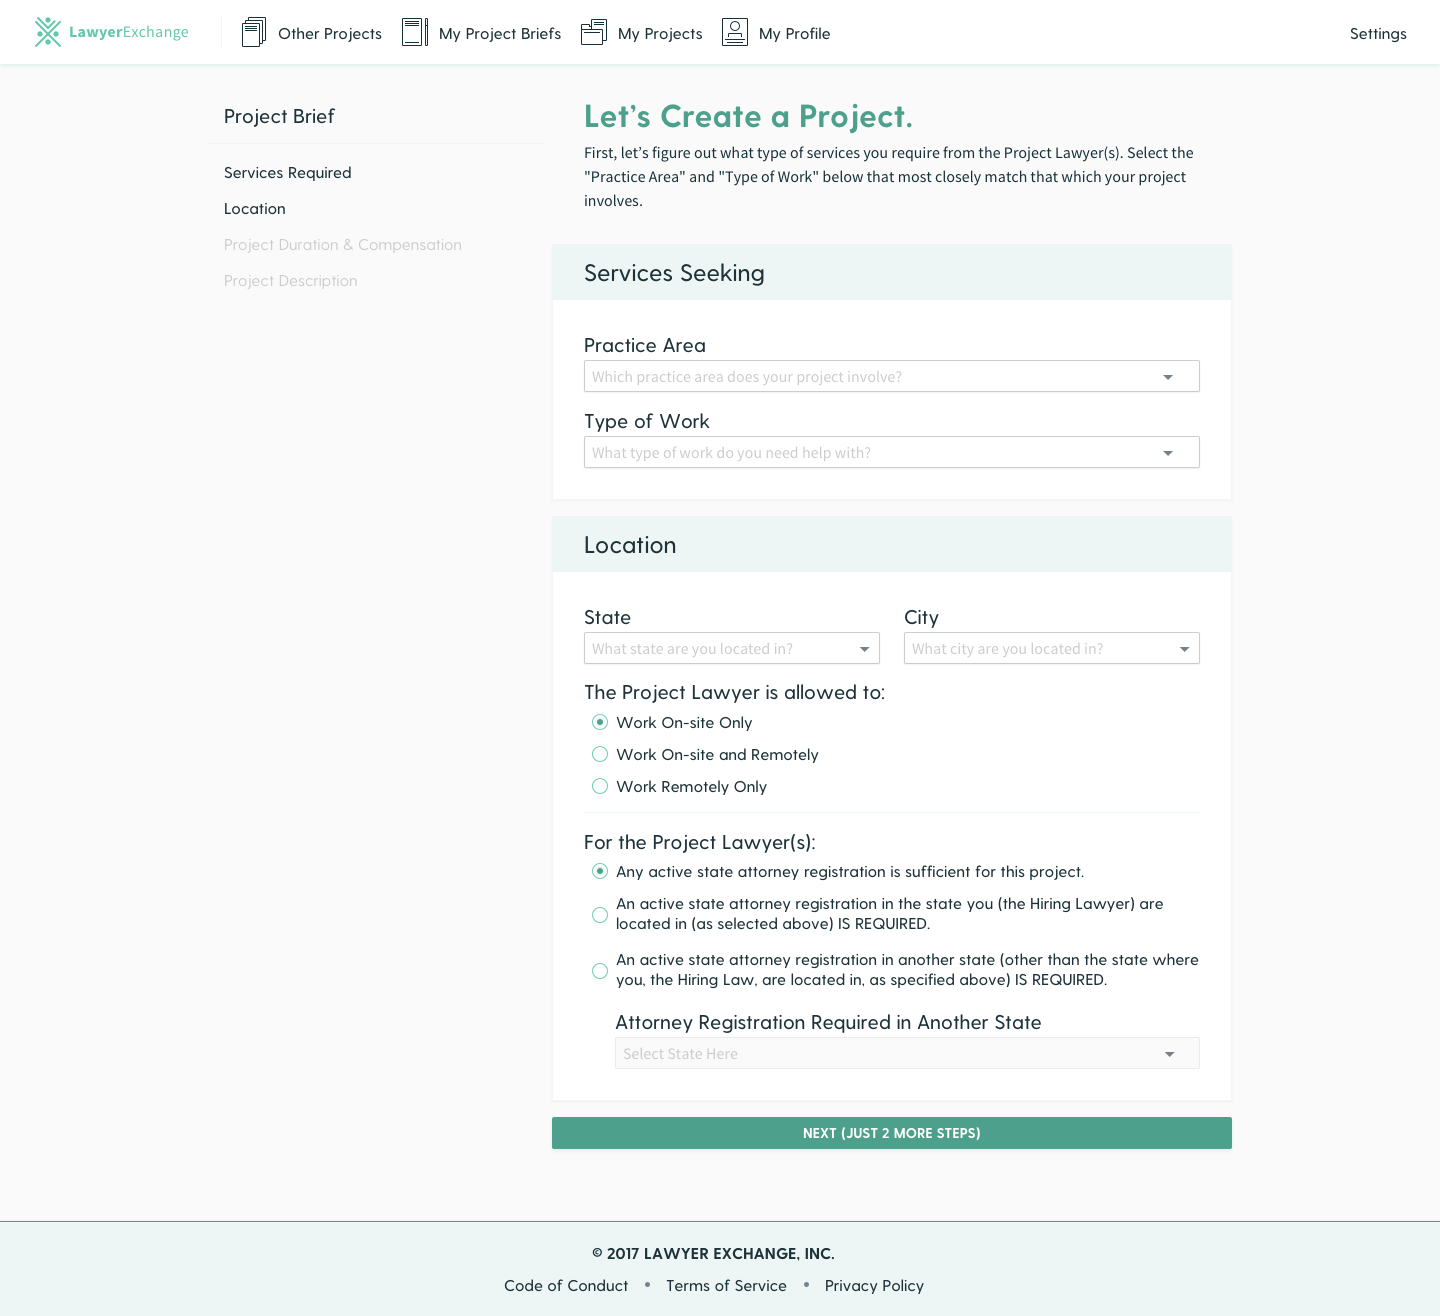 LawyerExchange
Other Projects
My Project Briefs
My Projects
My Profile
Settings
Project Brief
Services Required
Location
Project Duration & Compensation
Project Description
Let’s Create a Project.
First, let’s figure out what type of services you require from the Project Lawyer(s). Select the
"Practice Area" and "Type of Work" below that most closely match that which your project
involves.
Services Seeking
Practice Area
Which practice area does your project involve?
Type of Work
What type of work do you need help with?
Location
State
City
What state are you located in?
What city are you located in?
The Project Lawyer is allowed to:
Work On-site Only
Work On-site and Remotely
Work Remotely Only
For the Project Lawyer(s):
Any active state attorney registration is sufficient for this project.
An active state attorney registration in the state you (the Hiring Lawyer) are
located in (as selected above) IS REQUIRED.
An active state attorney registration in another state (other than the state where
you, the Hiring Law, are located in, as specified above) IS REQUIRED.
Attorney Registration Required in Another State
Select State Here
NEXT (JUST 2 MORE STEPS)
© 2017 LAWYER EXCHANGE, INC.
Code of Conduct • Terms of Service • Privacy Policy